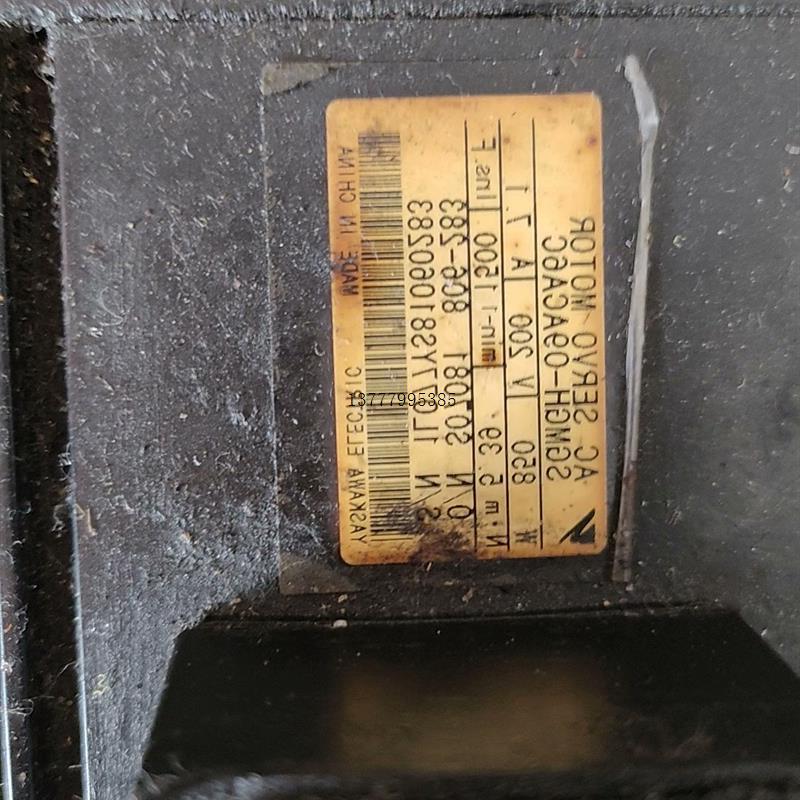 AC SERVO MOTOR
SGMGH-09ACA6C
850 W 200 V 7.1 A
5.39 N·m 1500 min-1 Ins. F
O/N
S/N
YASKAWA ELECTRIC MADE IN CHINA
13777995385